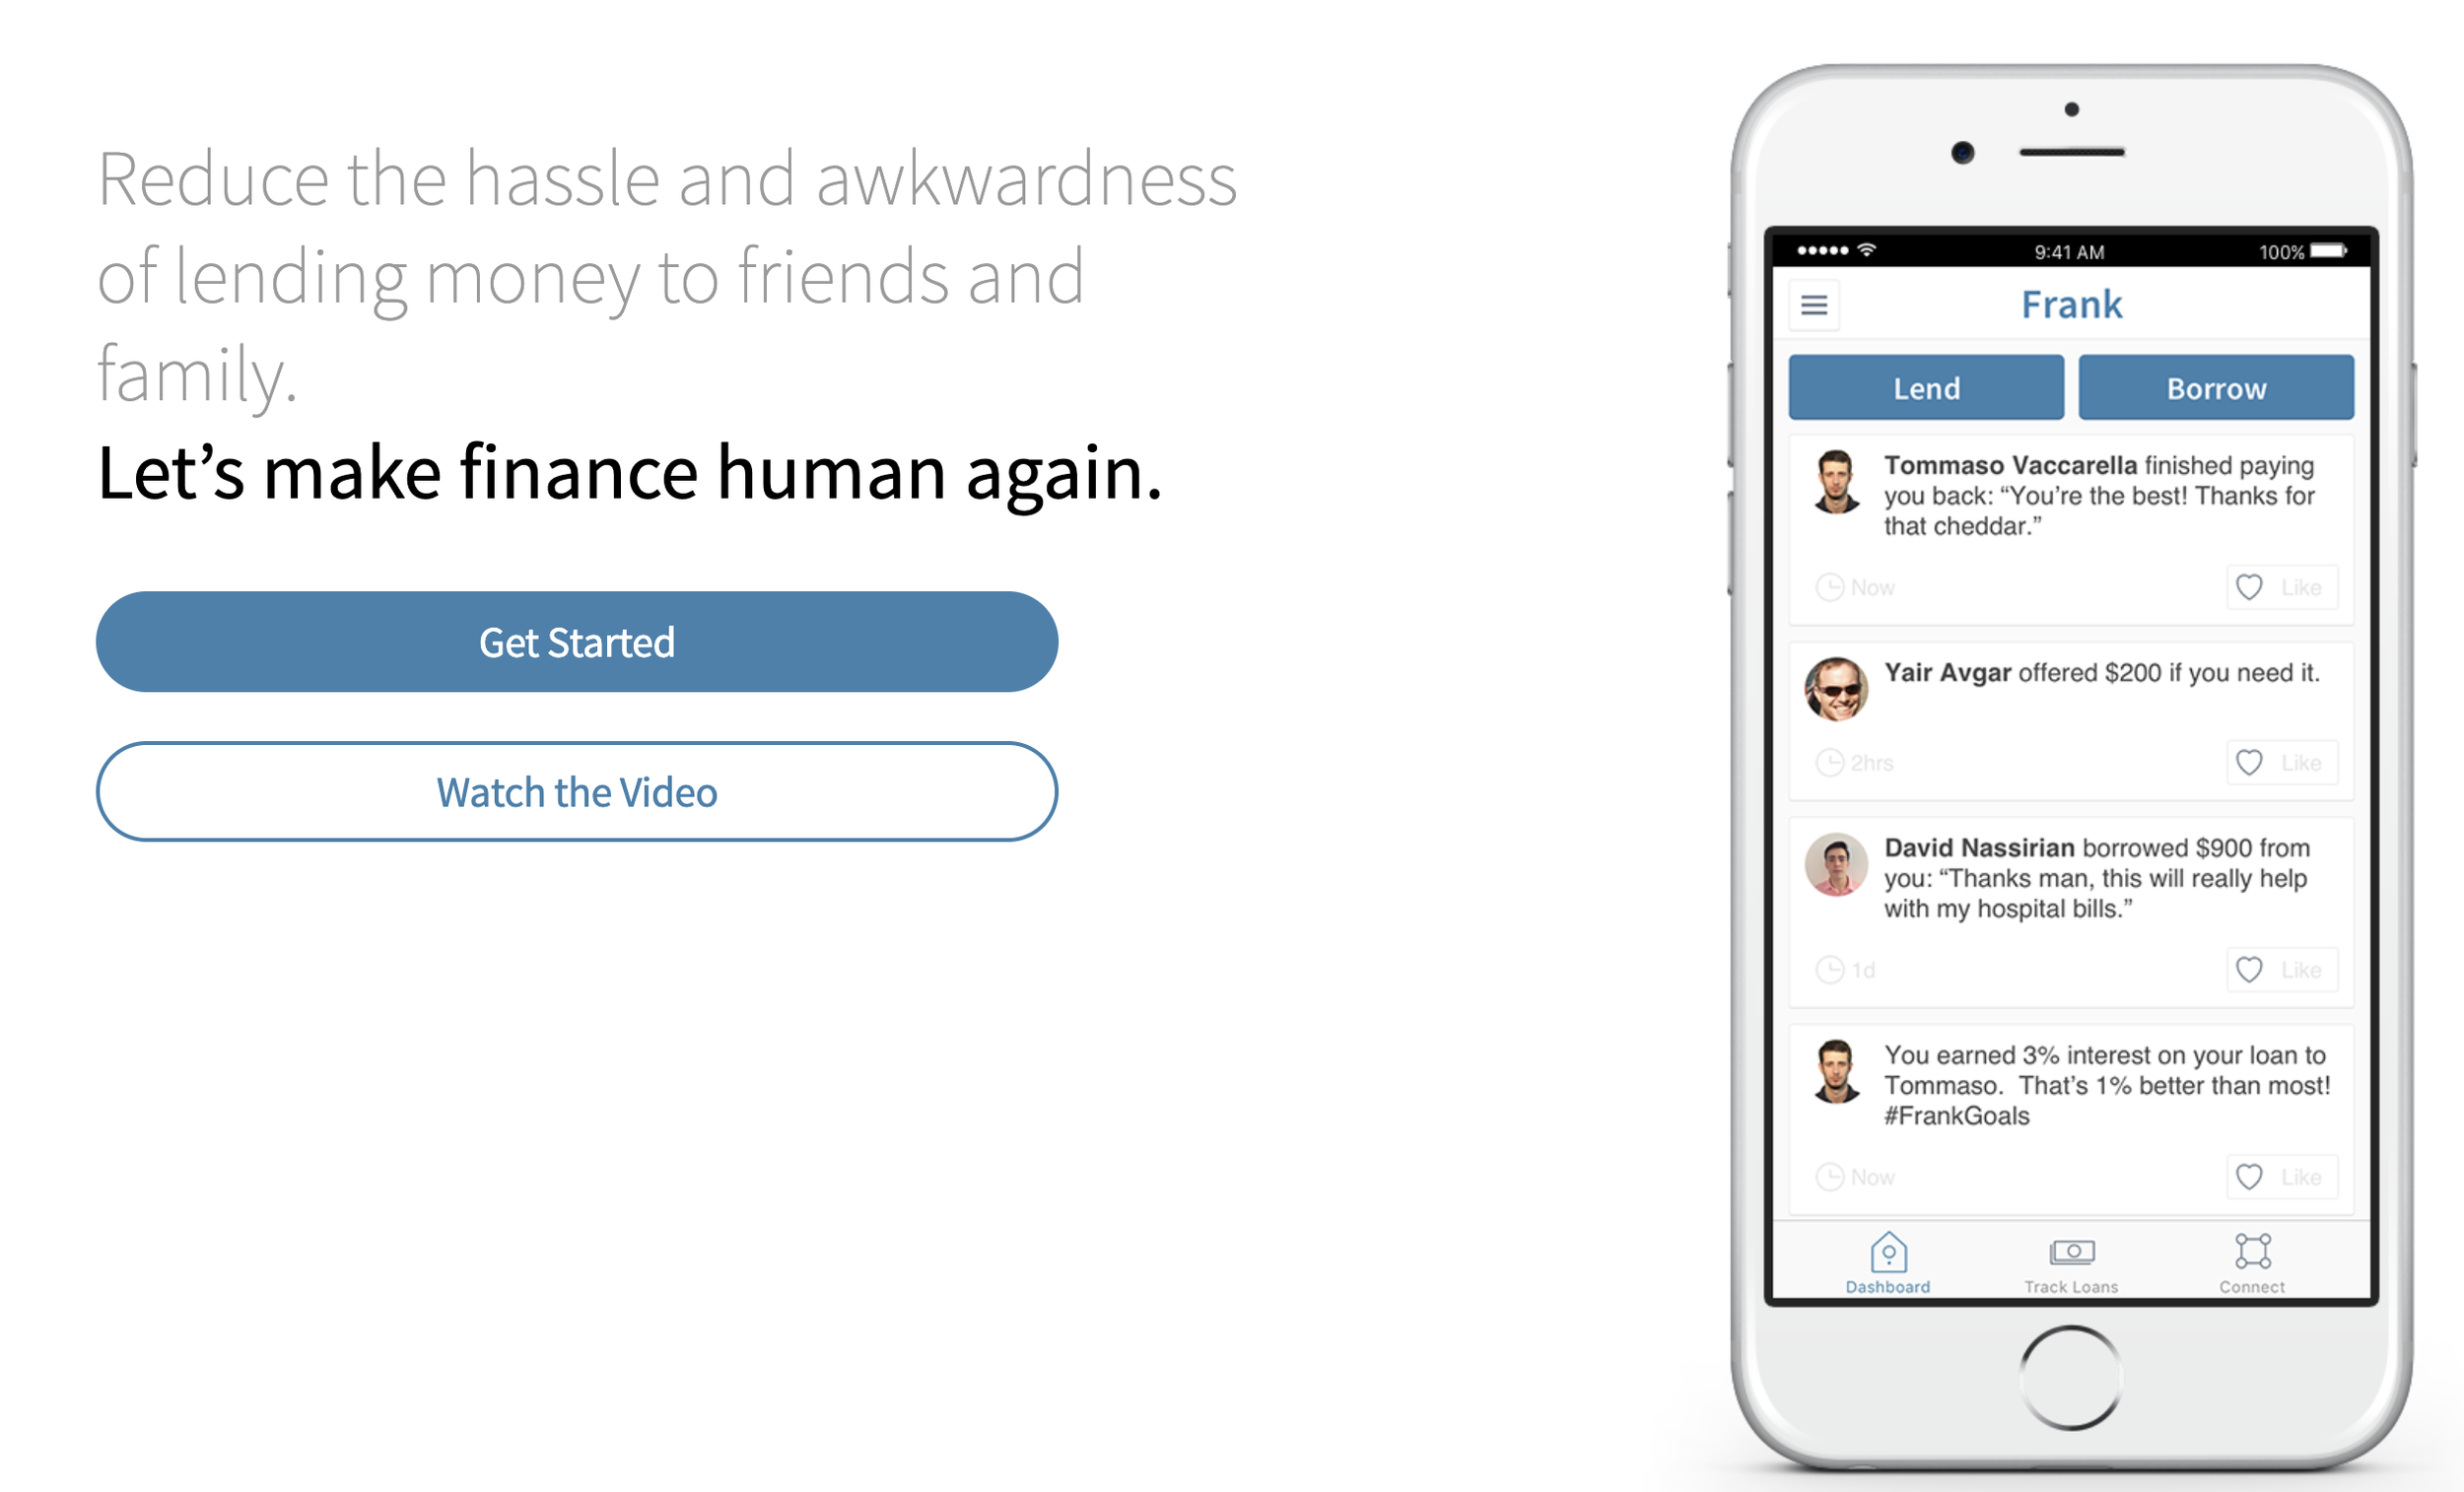 Reduce the hassle and awkwardness
of lending money to friends and
family.
Let’s make finance human again.
Get Started
Watch the Video
9:41 AM
100%
Frank
Lend
Borrow
Tommaso Vaccarella finished paying
you back: “You’re the best! Thanks for
that cheddar.”
Now
Like
Yair Avgar offered $200 if you need it.
2hrs
Like
David Nassirian borrowed $900 from
you: “Thanks man, this will really help
with my hospital bills.”
1d
Like
You earned 3% interest on your loan to
Tommaso.  That’s 1% better than most!
#FrankGoals
Now
Like
Dashboard
Track Loans
Connect